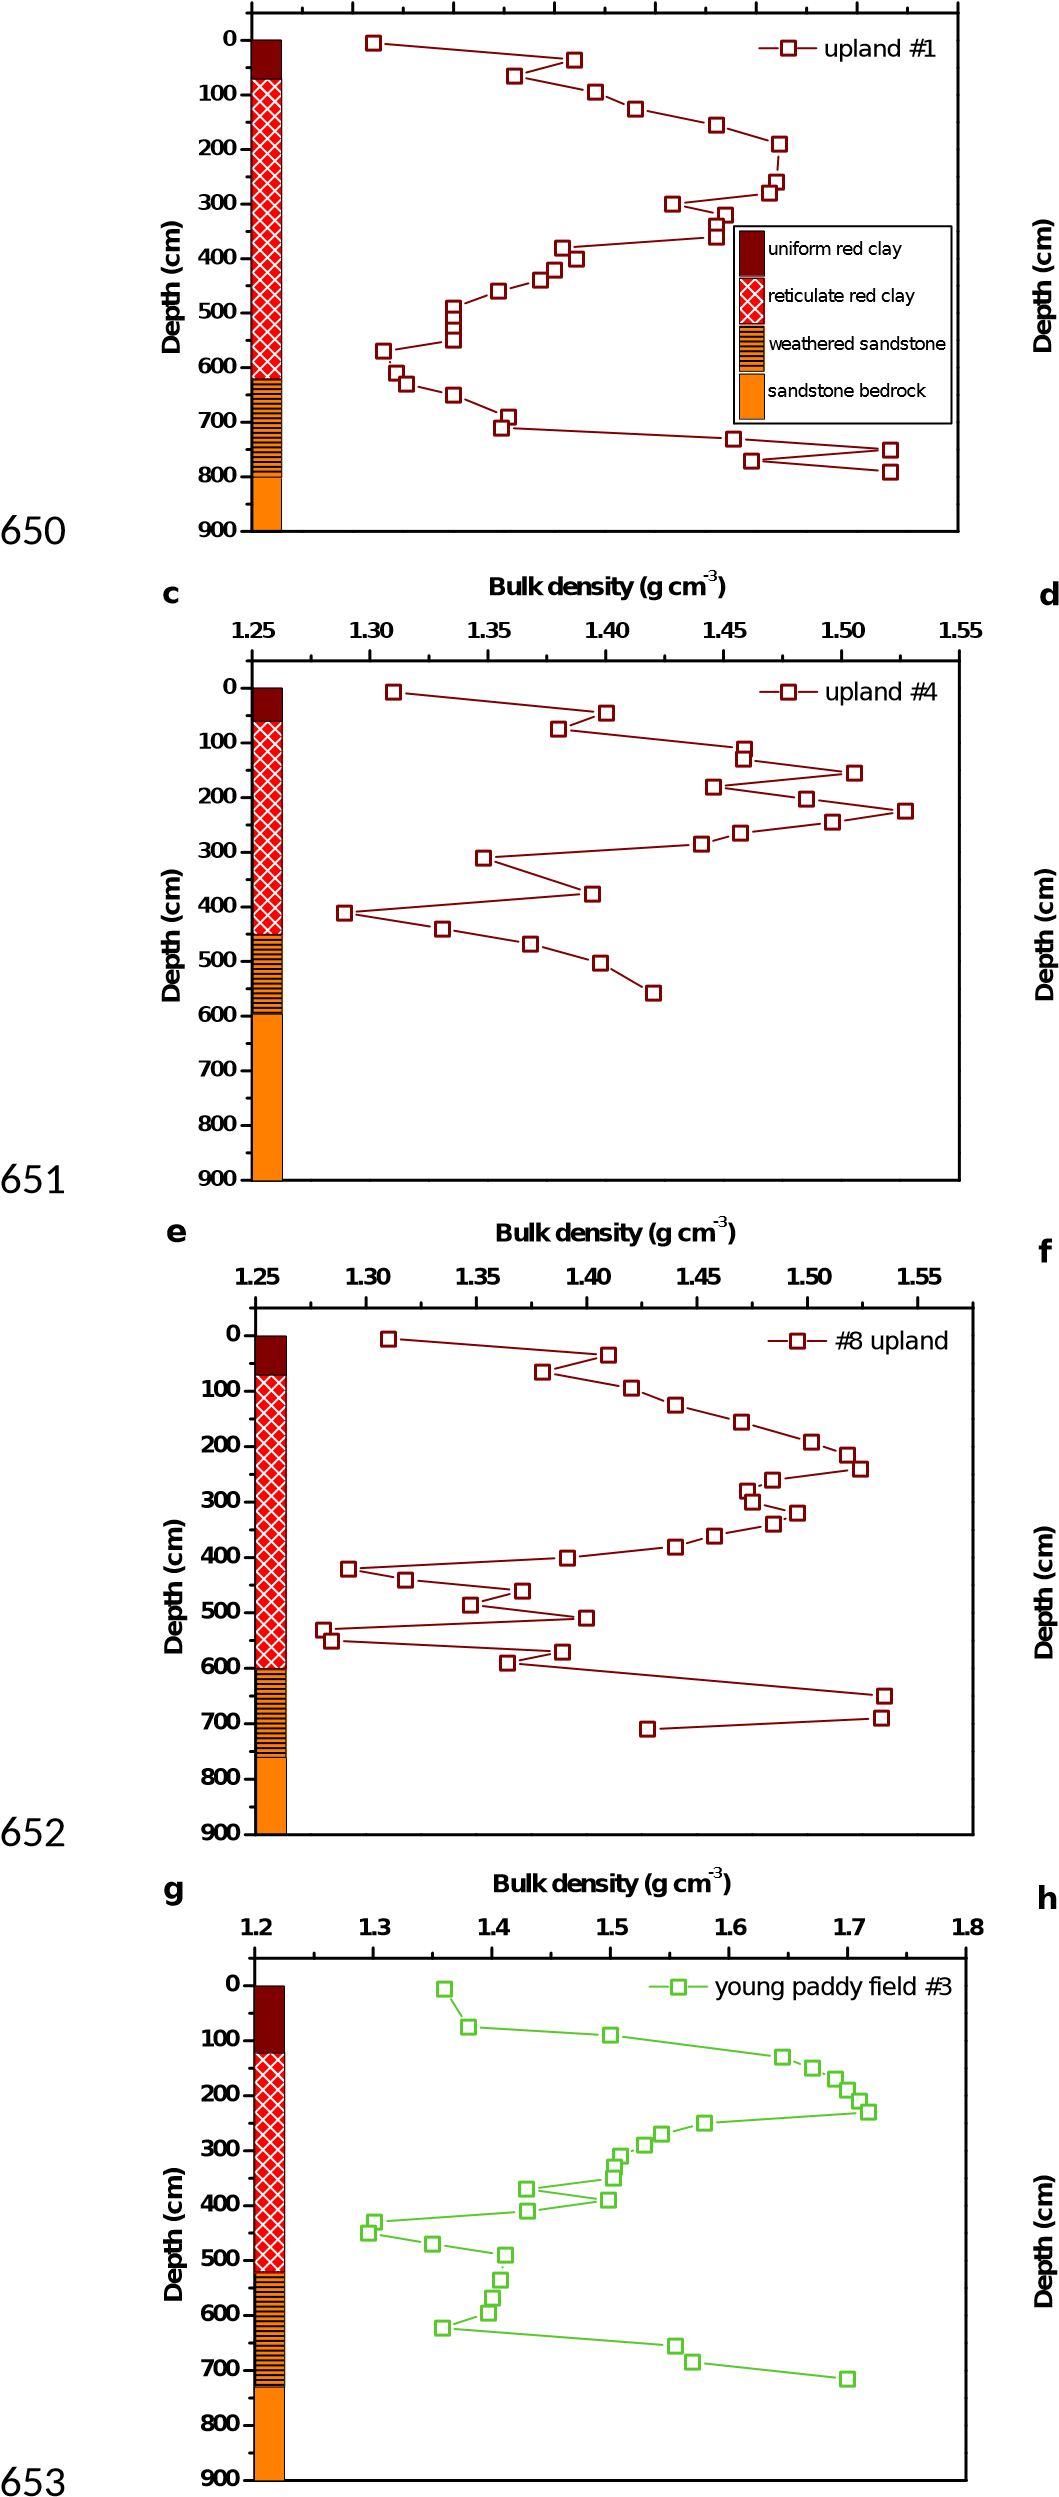 0
upland #1
100
200
300
400
500
600
700
800
900
Depth (cm)
Depth (cm)
uniform red clay
reticulate red clay
weathered sandstone
sandstone bedrock
650
c
Bulk density (g cm-3)
d
1.25 1.30 1.35 1.40 1.45 1.50 1.55
0
upland #4
100
200
300
400
500
600
700
800
900
Depth (cm)
Depth (cm)
651
e
Bulk density (g cm-3)
f
1.25 1.30 1.35 1.40 1.45 1.50 1.55
0
#8 upland
100
200
300
400
500
600
700
800
900
Depth (cm)
Depth (cm)
652
g
Bulk density (g cm-3)
h
1.2 1.3 1.4 1.5 1.6 1.7 1.8
0
young paddy field #3
100
200
300
400
500
600
700
800
900
Depth (cm)
Depth (cm)
653